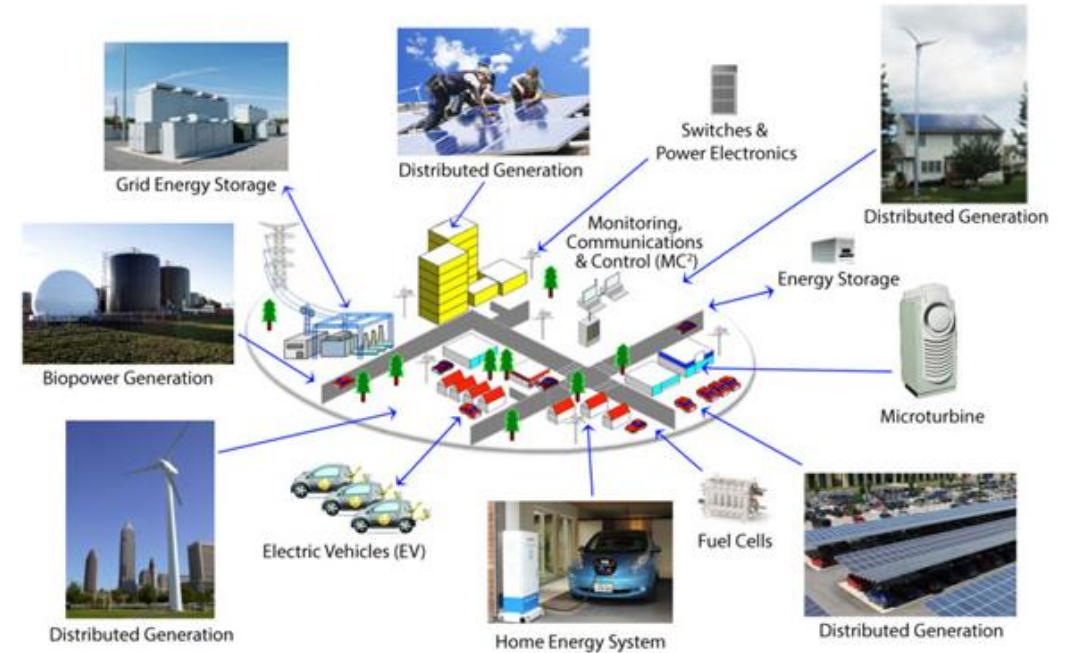 Switches &
Power Electronics
Distributed Generation
Grid Energy Storage
Distributed Generation
Monitoring,
Communications
& Control (MC²)
Energy Storage
Biopower Generation
Microturbine
Electric Vehicles (EV)
Fuel Cells
Distributed Generation
Home Energy System
Distributed Generation